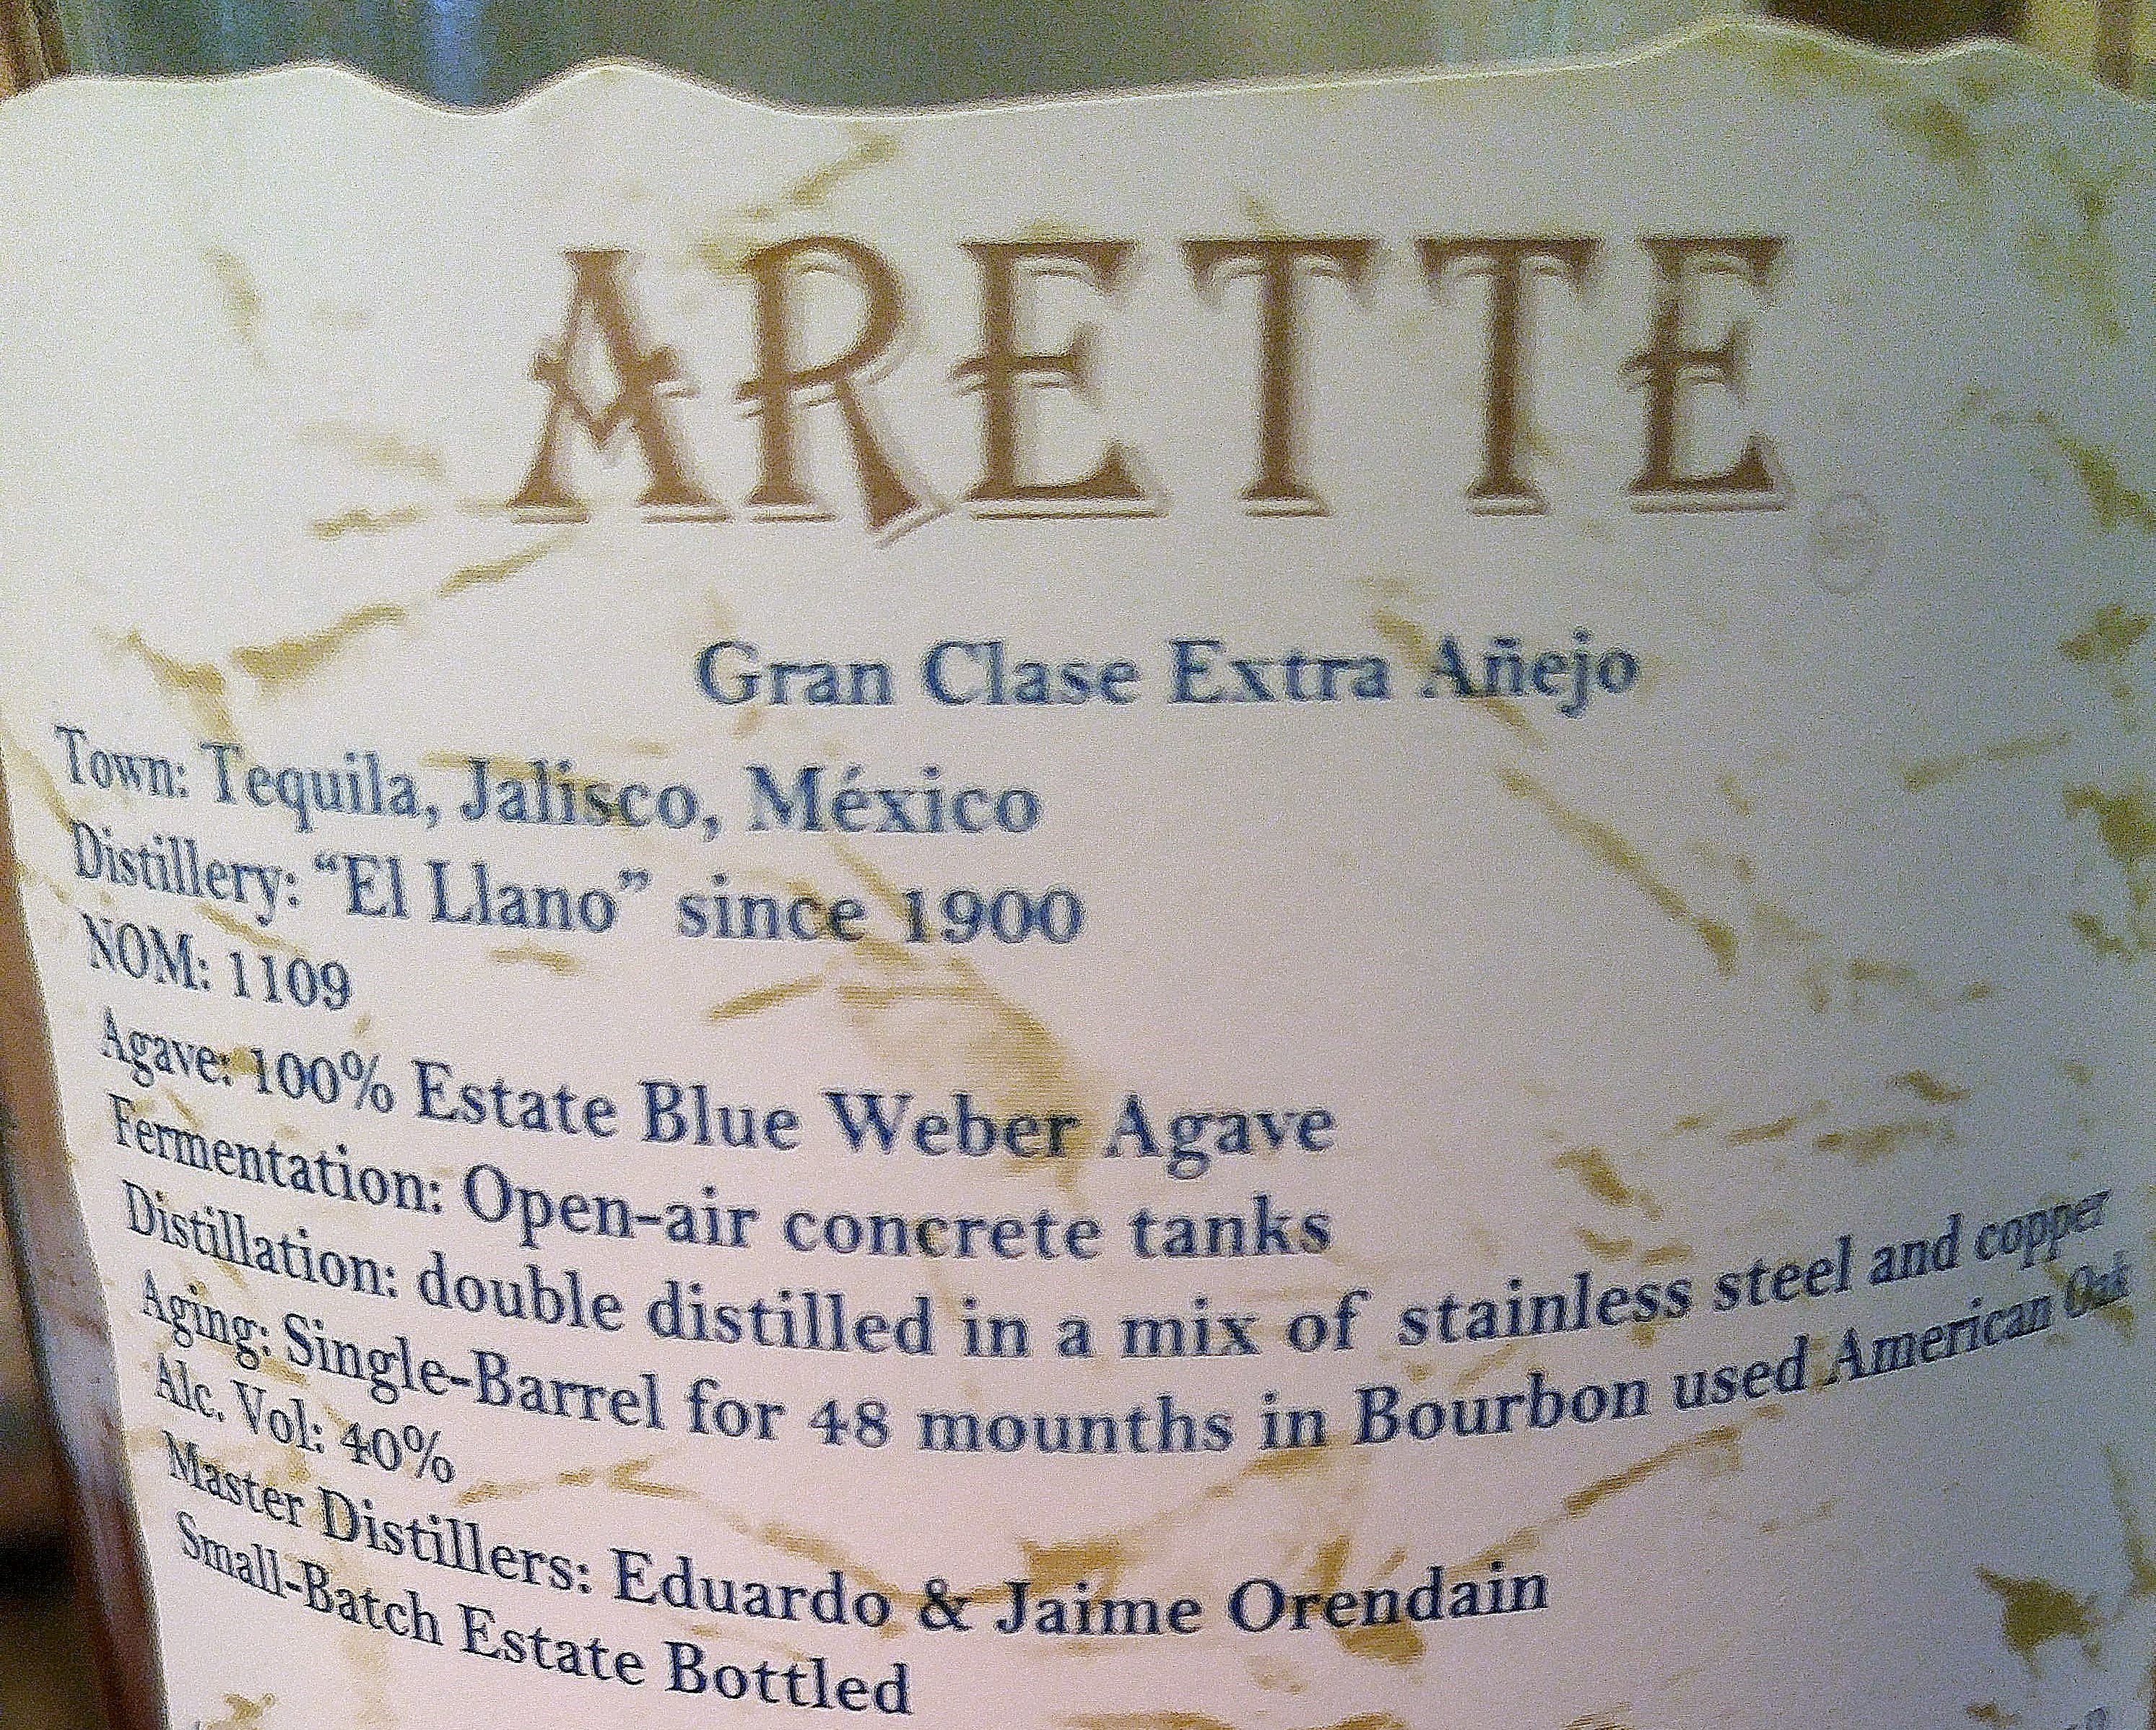 ARETTE
Gran Clase Extra Añejo
Town: Tequila, Jalisco, México
Distillery: “El Llano” since 1900
NOM: 1109
Agave: 100% Estate Blue Weber Agave
Fermentation: Open-air concrete tanks
Distillation: double distilled in a mix of stainless steel and copper
Aging: Single-Barrel for 48 mounths in Bourbon used American Oak
Alc. Vol: 40%
Master Distillers: Eduardo & Jaime Orendain
Small-Batch Estate Bottled